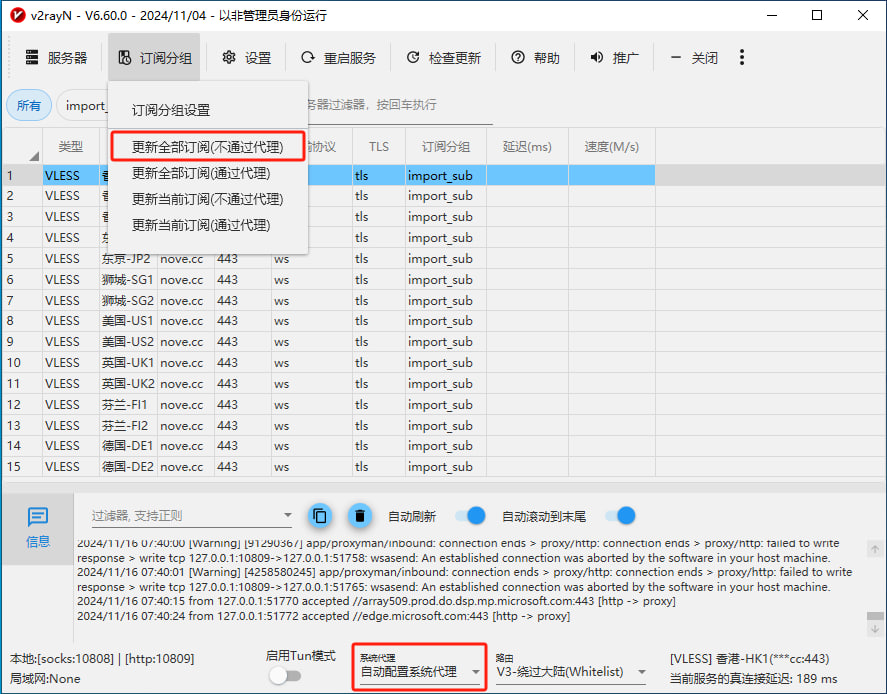 v2rayN - V6.60.0 - 2024/11/04 - 以非管理员身份运行
服务器 订阅分组 设置 重启服务 检查更新 帮助 推广 关闭
所有 import_ 务器过滤器，按回车执行
订阅分组设置
更新全部订阅(不通过代理)
更新全部订阅(通过代理)
更新当前订阅(不通过代理)
更新当前订阅(通过代理)
类型 协议 TLS 订阅分组 延迟(ms) 速度(M/s)
1 VLESS tls import_sub
2 VLESS tls import_sub
3 VLESS tls import_sub
4 VLESS tls import_sub
5 VLESS 东京-JP2 nove.cc 443 ws tls import_sub
6 VLESS 狮城-SG1 nove.cc 443 ws tls import_sub
7 VLESS 狮城-SG2 nove.cc 443 ws tls import_sub
8 VLESS 美国-US1 nove.cc 443 ws tls import_sub
9 VLESS 美国-US2 nove.cc 443 ws tls import_sub
10 VLESS 英国-UK1 nove.cc 443 ws tls import_sub
11 VLESS 英国-UK2 nove.cc 443 ws tls import_sub
12 VLESS 芬兰-FI1 nove.cc 443 ws tls import_sub
13 VLESS 芬兰-FI2 nove.cc 443 ws tls import_sub
14 VLESS 德国-DE1 nove.cc 443 ws tls import_sub
15 VLESS 德国-DE2 nove.cc 443 ws tls import_sub
信息
过滤器, 支持正则 自动刷新 自动滚动到末尾
2024/11/16 07:40:00 [Warning] [91290367] app/proxyman/inbound: connection ends > proxy/http: connection ends > proxy/http: failed to write
response > write tcp 127.0.0.1:10809->127.0.0.1:51758: wsasend: An established connection was aborted by the software in your host machine.
2024/11/16 07:40:01 [Warning] [4258580245] app/proxyman/inbound: connection ends > proxy/http: connection ends > proxy/http: failed to write
response > write tcp 127.0.0.1:10809->127.0.0.1:51765: wsasend: An established connection was aborted by the software in your host machine.
2024/11/16 07:40:15 from 127.0.0.1:51770 accepted //array509.prod.do.dsp.mp.microsoft.com:443 [http -> proxy]
2024/11/16 07:40:24 from 127.0.0.1:51772 accepted //edge.microsoft.com:443 [http -> proxy]
本地:[socks:10808] | [http:10809]
局域网:None
启用Tun模式
系统代理
自动配置系统代理
路由
V3-绕过大陆(Whitelist)
[VLESS] 香港-HK1(***cc:443)
当前服务的真连接延迟: 189 ms